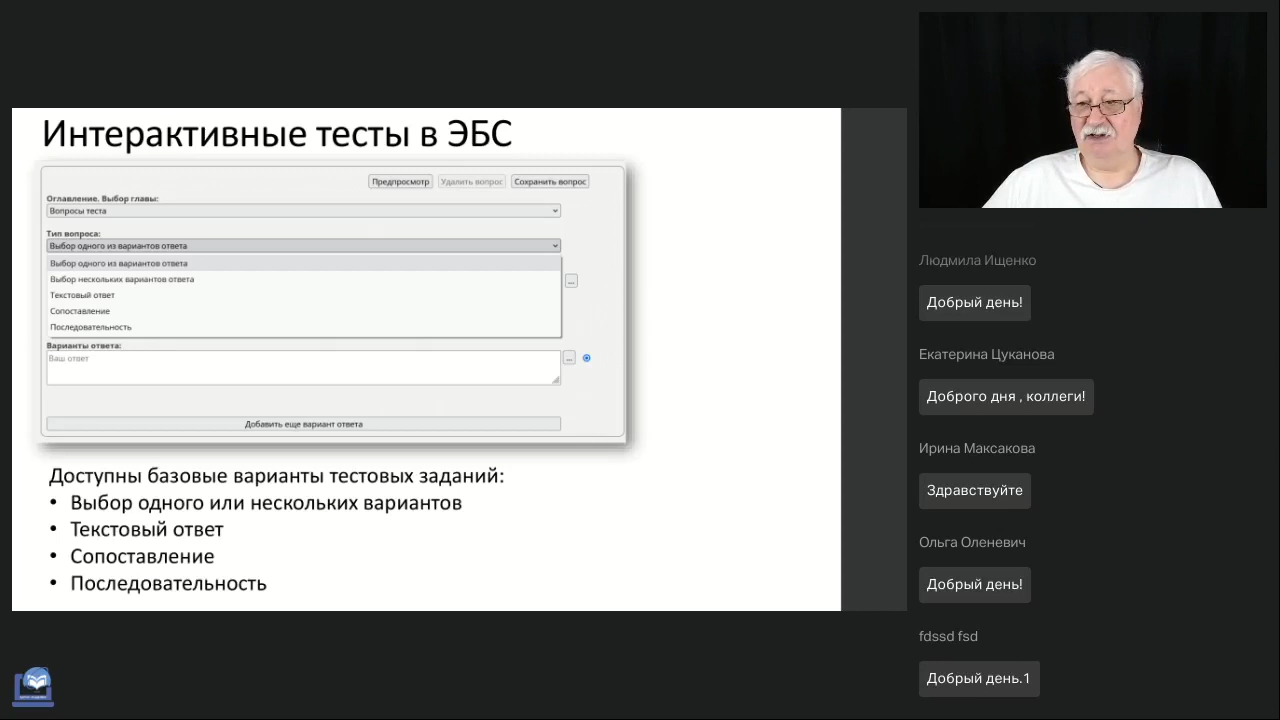 Интерактивные тесты в ЭБС
Предпросмотр
Удалить вопрос
Сохранить вопрос
Оглавление. Выбор главы:
Вопросы теста
Тип вопроса:
Выбор одного из вариантов ответа
Выбор одного из вариантов ответа
Выбор нескольких вариантов ответа
...
Текстовый ответ
Сопоставление
Последовательность
Варианты ответа:
Ваш ответ
...
Добавить еще вариант ответа
Доступны базовые варианты тестовых заданий:
• Выбор одного или нескольких вариантов
• Текстовый ответ
• Сопоставление
• Последовательность
Людмила Ищенко
Добрый день!
Екатерина Цуканова
Доброго дня , коллеги!
Ирина Максакова
Здравствуйте
Ольга Оленевич
Добрый день!
fdssd fsd
Добрый день.1